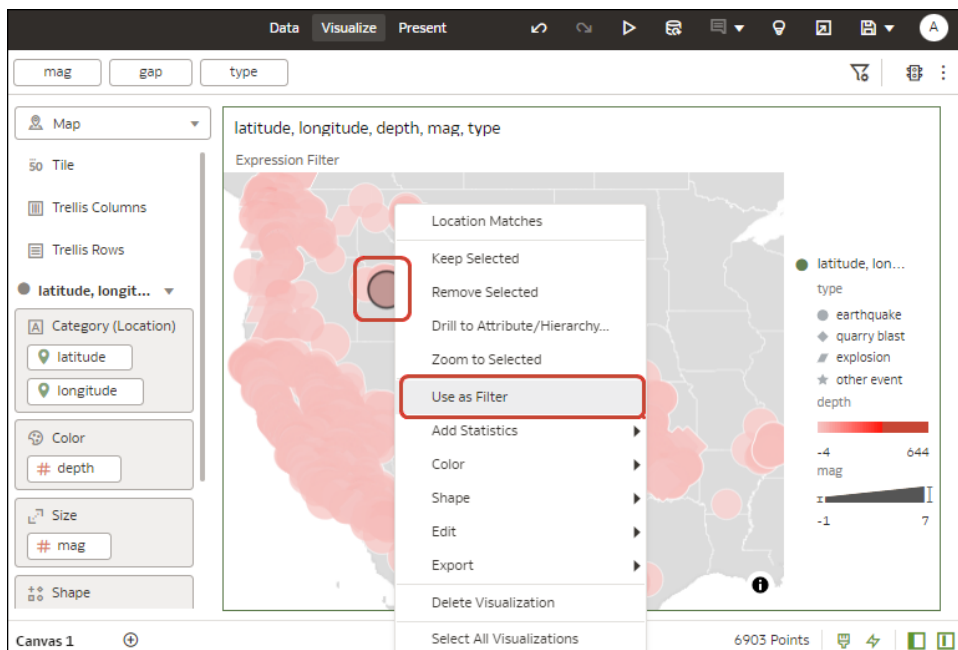 Data Visualize Present A
mag gap type
Map
50 Tile
Trellis Columns
Trellis Rows
latitude, longit...
A Category (Location)
latitude
longitude
Color
# depth
Size
# mag
Shape
latitude, longitude, depth, mag, type
Expression Filter
Location Matches
Keep Selected
Remove Selected
Drill to Attribute/Hierarchy...
Zoom to Selected
Use as Filter
Add Statistics
Color
Shape
Edit
Export
Delete Visualization
Select All Visualizations
latitude, lon...
type
earthquake
quarry blast
explosion
other event
depth
-4 644
mag
-1 7
Canvas 1
6903 Points